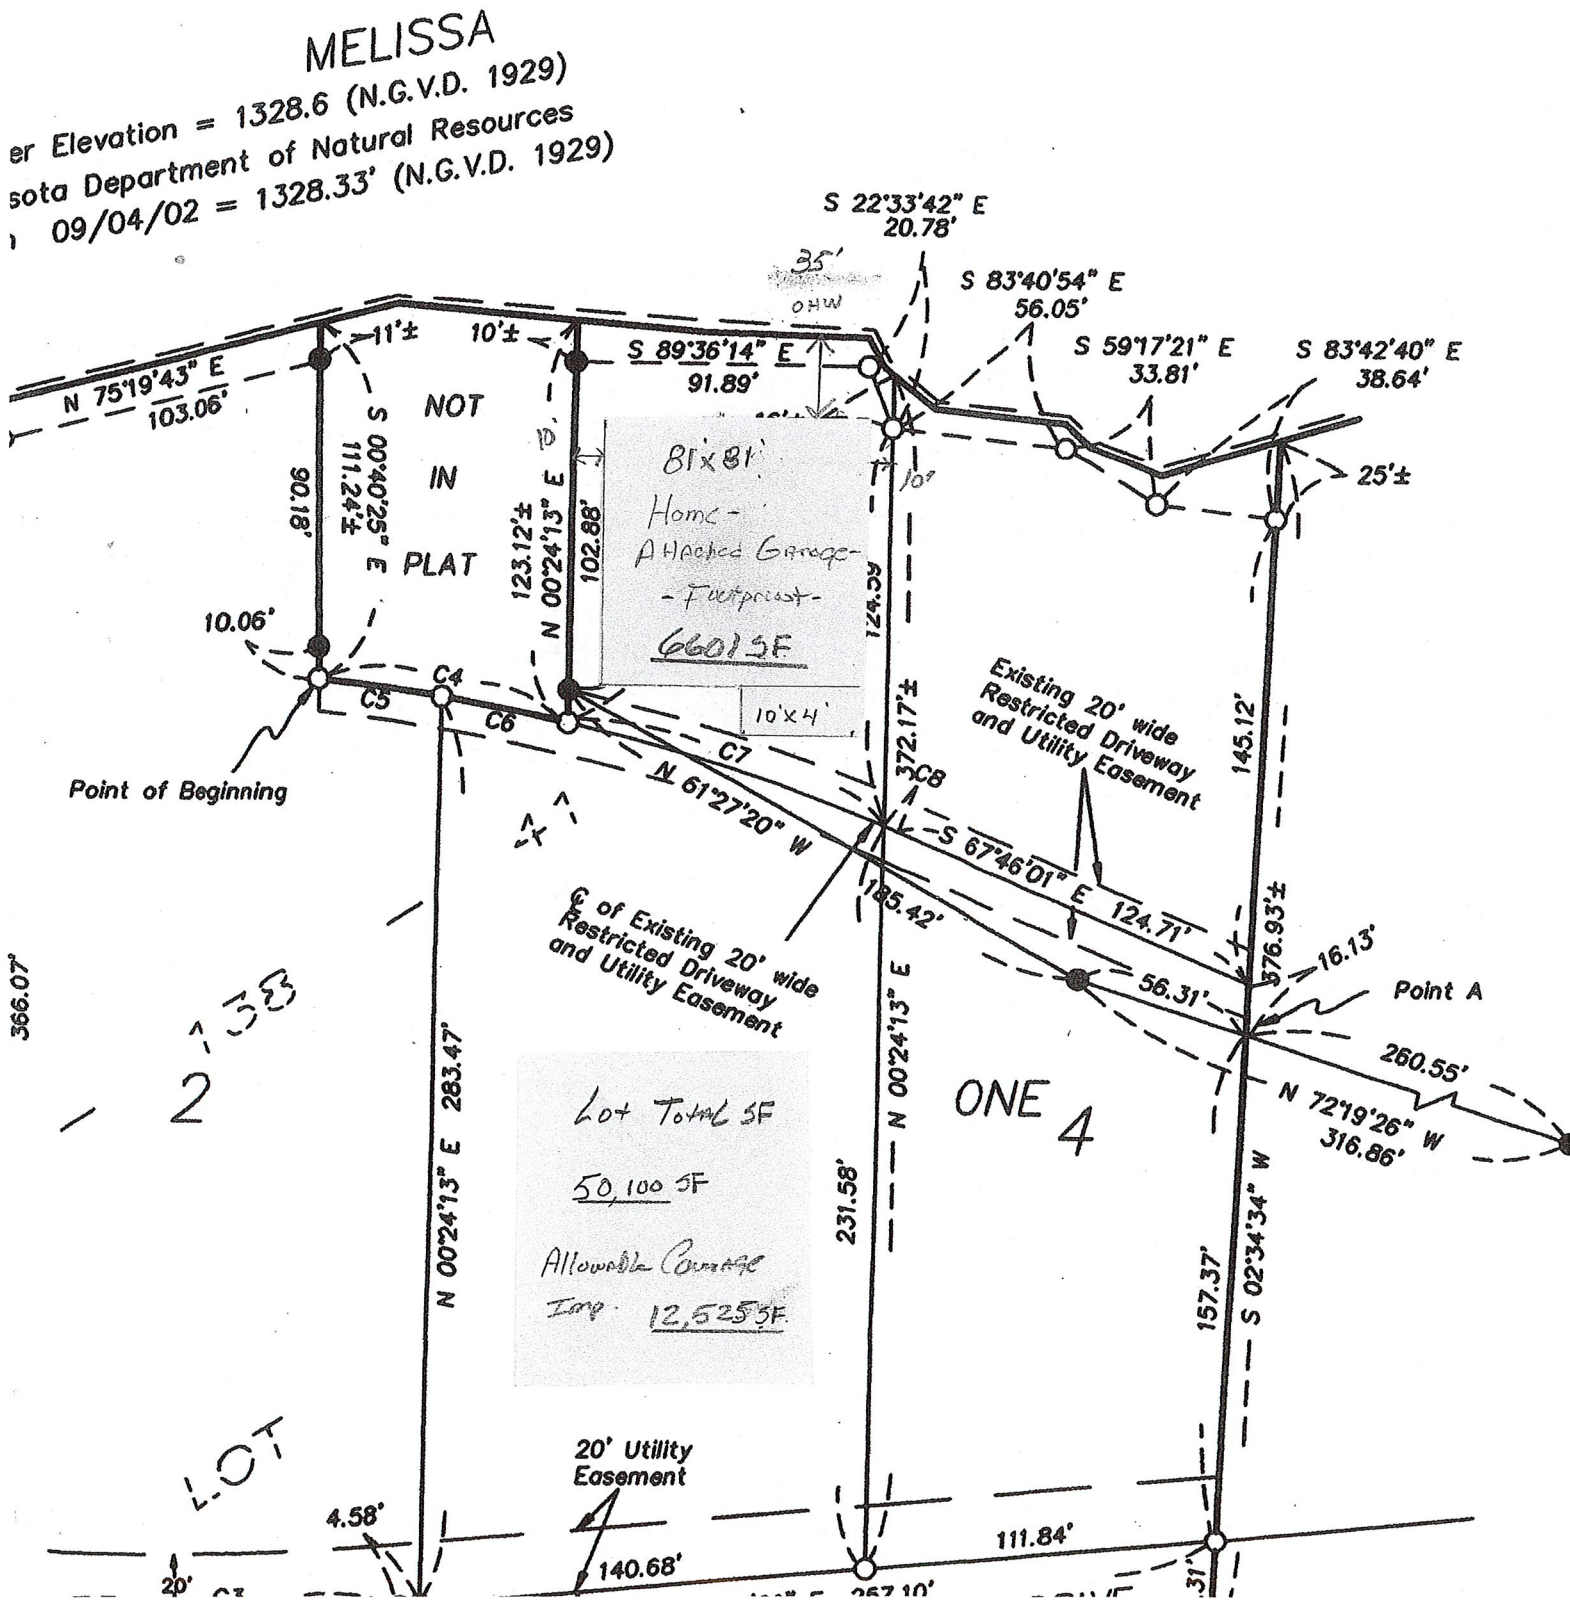 MELISSA
er Elevation = 1328.6 (N.G.V.D. 1929)
sota Department of Natural Resources
09/04/02 = 1328.33' (N.G.V.D. 1929)
S 22°33'42" E
20.78'
35'
OHW
S 83°40'54" E
56.05'
S 59°17'21" E
33.81'
S 83°42'40" E
38.64'
11'±
10'±
S 89°36'14" E
91.89'
N 75°19'43" E
103.06'
NOT
IN
PLAT
90.18'
S 00°40'25" E
111.24'±
10'
123.12'±
N 00°24'13" E
102.88'
81'x81'
Home -
Attached Garage-
- Footprint -
6601 SF
10'x4'
10'
25'±
124.59'
372.17'±
10.06'
C4
C5
C6
C7
C8
Point of Beginning
N 61°27'20" W
185.42'
Existing 20' wide
Restricted Driveway
and Utility Easement
145.12'
S 67°46'01" E 124.71'
376.93'±
16.13'
Point A
56.31'
℄ of Existing 20' wide
Restricted Driveway
and Utility Easement
260.55'
N 72°19'26" W
316.86'
366.07'
138
2
N 00°24'13" E 283.47'
Lot Total SF
50,100 SF
Allowable Coverage
Imp. 12,525 SF
N 00°24'13" E
231.58'
ONE
4
157.37'
S 02°34'34" W
LOT
20' Utility
Easement
4.58'
20'
C3
140.68'
111.84'
257.10'
31'